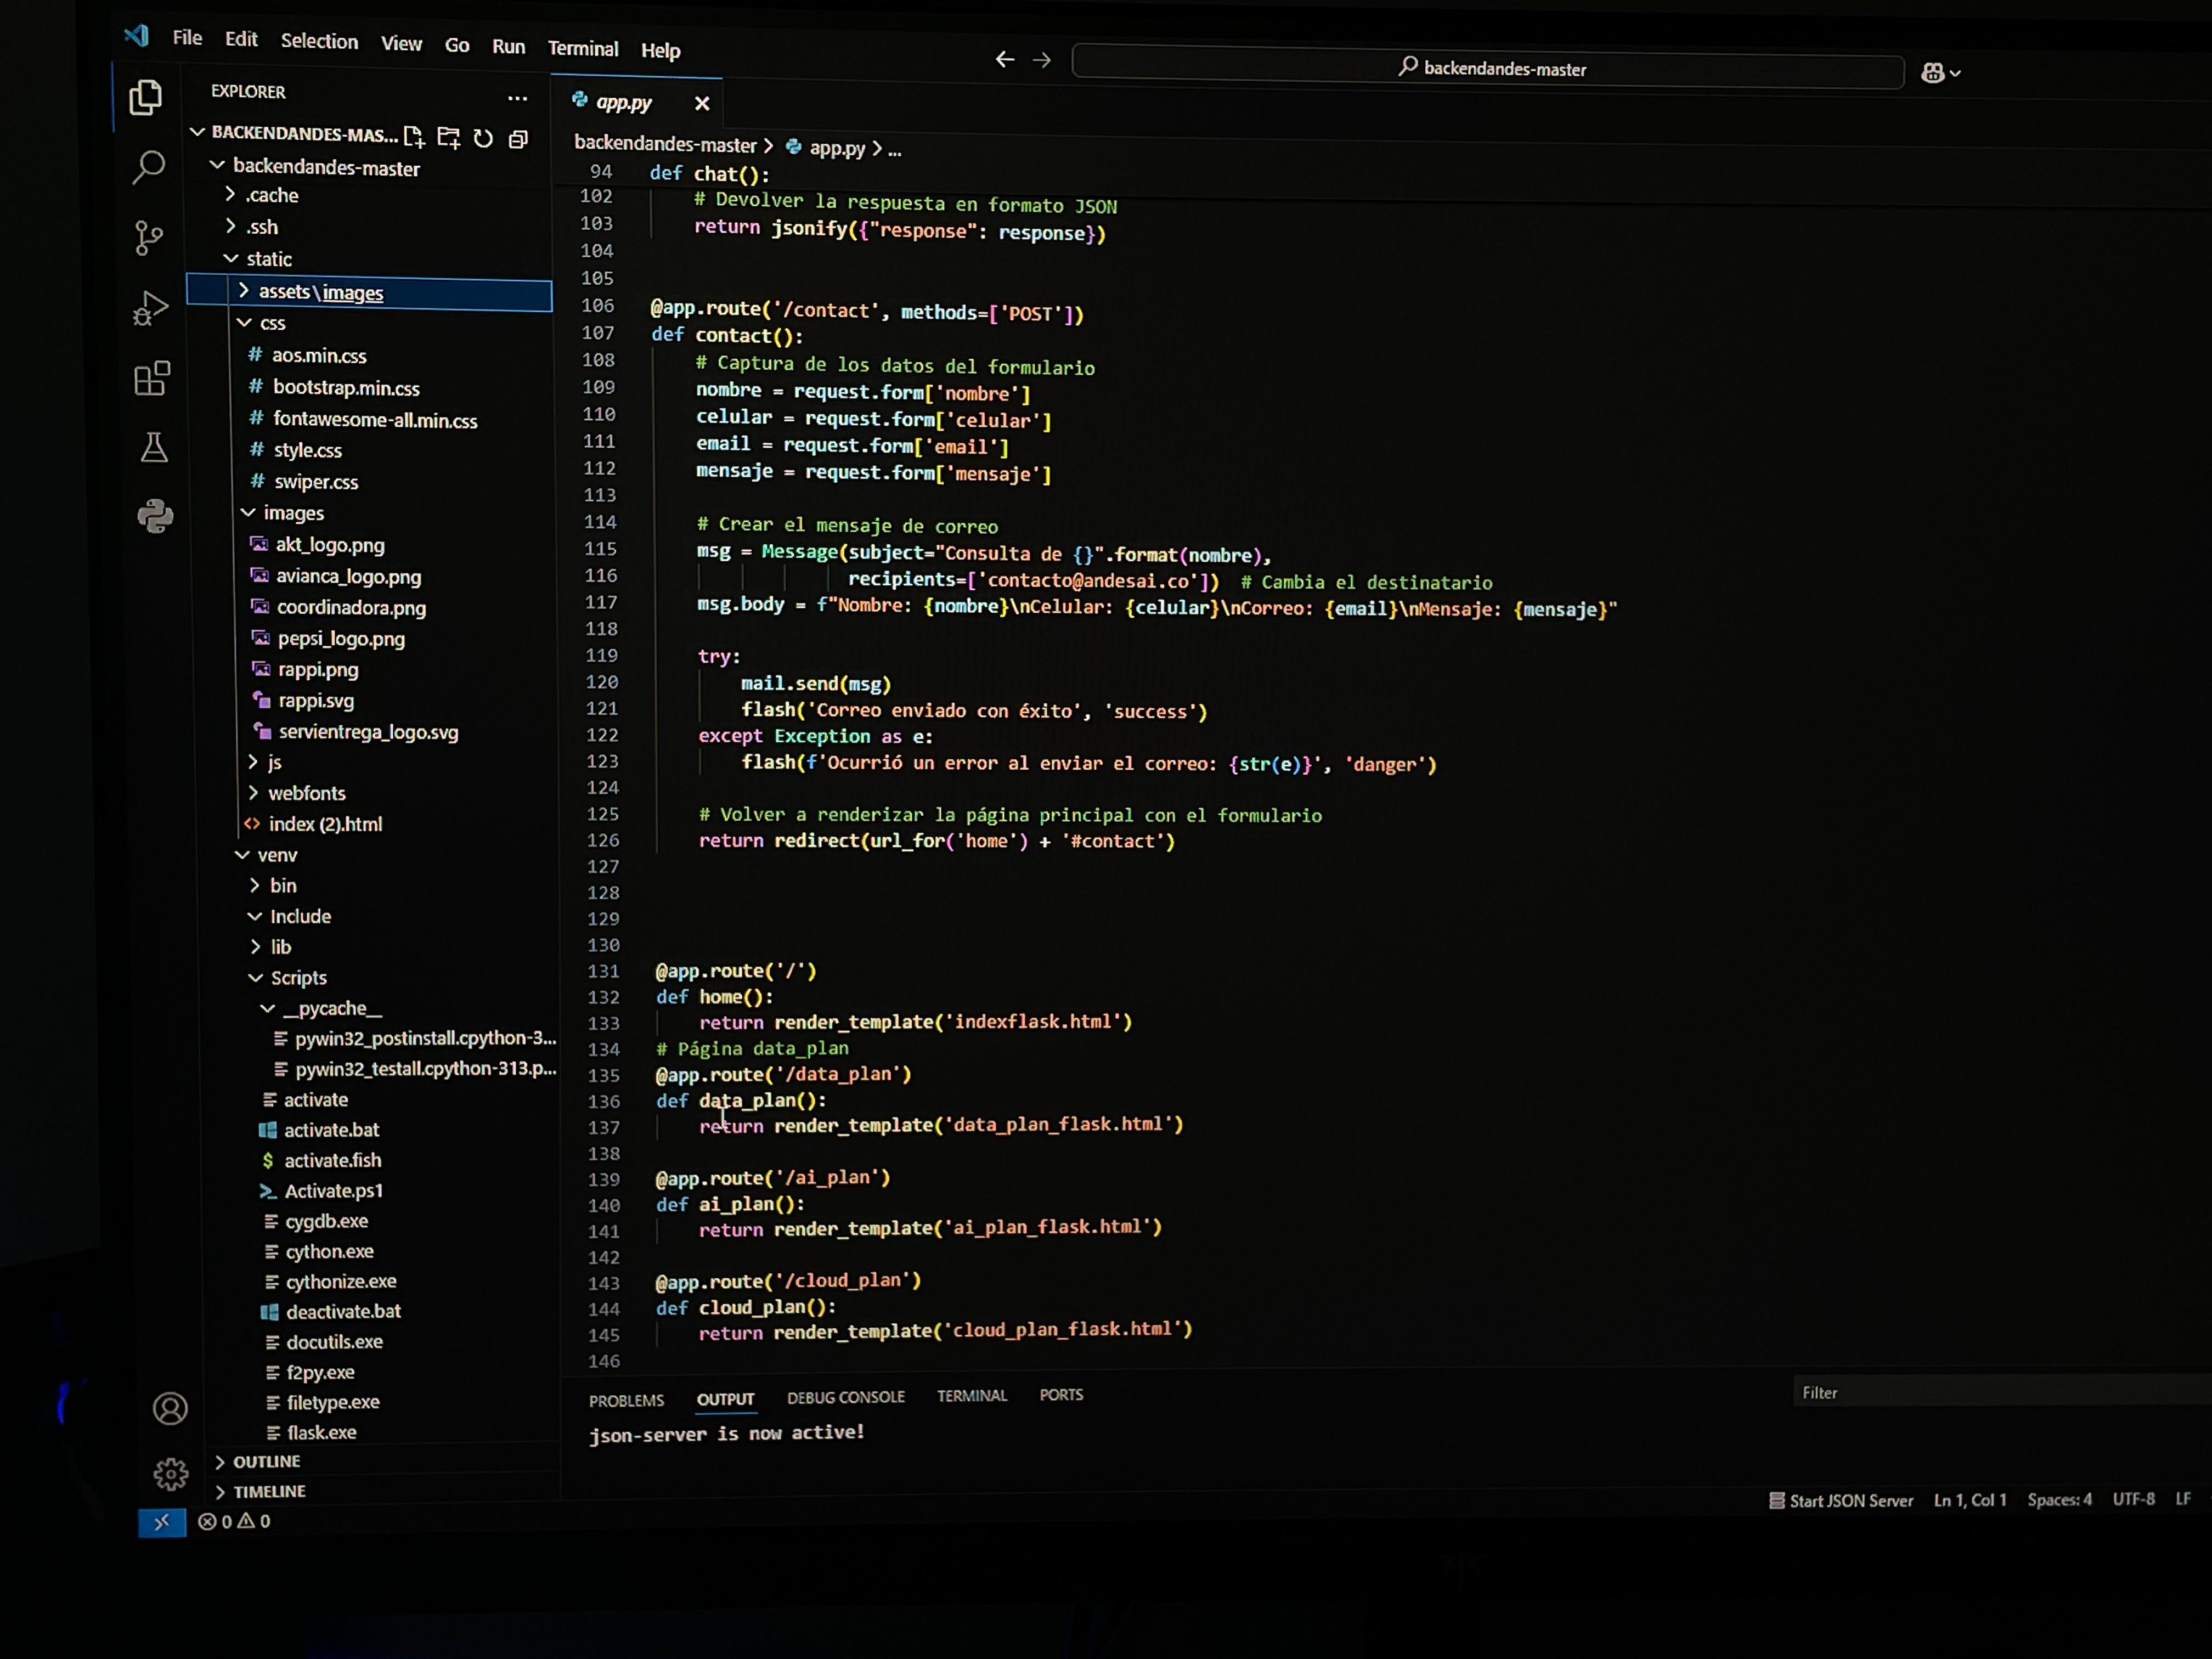 File Edit Selection View Go Run Terminal Help
backendandes-master
EXPLORER
BACKENDANDES-MAS...
backendandes-master
.cache
.ssh
static
assets\images
css
# aos.min.css
# bootstrap.min.css
# fontawesome-all.min.css
# style.css
# swiper.css
images
akt_logo.png
avianca_logo.png
coordinadora.png
pepsi_logo.png
rappi.png
rappi.svg
servientrega_logo.svg
js
webfonts
<> index (2).html
venv
bin
Include
lib
Scripts
__pycache__
pywin32_postinstall.cpython-3...
pywin32_testall.cpython-313.p...
activate
activate.bat
$ activate.fish
Activate.ps1
cygdb.exe
cython.exe
cythonize.exe
deactivate.bat
docutils.exe
f2py.exe
filetype.exe
flask.exe
OUTLINE
TIMELINE
app.py
backendandes-master > app.py > ...
94 def chat():
102 # Devolver la respuesta en formato JSON
103 return jsonify({"response": response})
104
105
106 @app.route('/contact', methods=['POST'])
107 def contact():
108 # Captura de los datos del formulario
109 nombre = request.form['nombre']
110 celular = request.form['celular']
111 email = request.form['email']
112 mensaje = request.form['mensaje']
113
114 # Crear el mensaje de correo
115 msg = Message(subject="Consulta de {}".format(nombre),
116 recipients=['contacto@andesai.co']) # Cambia el destinatario
117 msg.body = f"Nombre: {nombre}\nCelular: {celular}\nCorreo: {email}\nMensaje: {mensaje}"
118
119 try:
120 mail.send(msg)
121 flash('Correo enviado con éxito', 'success')
122 except Exception as e:
123 flash(f'Ocurrió un error al enviar el correo: {str(e)}', 'danger')
124
125 # Volver a renderizar la página principal con el formulario
126 return redirect(url_for('home') + '#contact')
127
128
129
130
131 @app.route('/')
132 def home():
133 return render_template('indexflask.html')
134 # Página data_plan
135 @app.route('/data_plan')
136 def data_plan():
137 return render_template('data_plan_flask.html')
138
139 @app.route('/ai_plan')
140 def ai_plan():
141 return render_template('ai_plan_flask.html')
142
143 @app.route('/cloud_plan')
144 def cloud_plan():
145 return render_template('cloud_plan_flask.html')
146
PROBLEMS OUTPUT DEBUG CONSOLE TERMINAL PORTS
Filter
json-server is now active!
0 0
Start JSON Server Ln 1, Col 1 Spaces: 4 UTF-8 LF